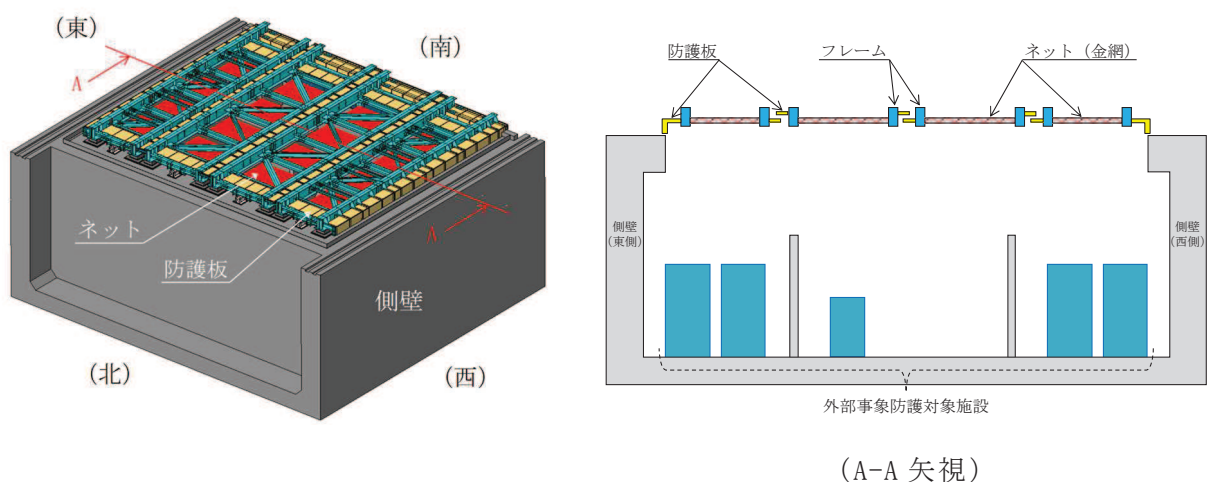 (東)
(南)
A
ネット
防護板
A
側壁
(北)
(西)
防護板
フレーム
ネット(金網)
側壁
(東側)
側壁
(西側)
外部事象防護対象施設
(A-A 矢視)